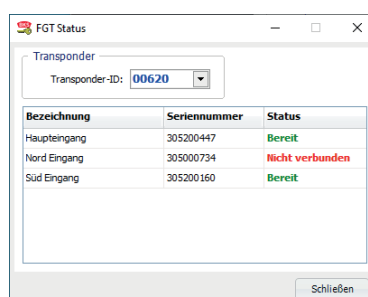 FGT Status
Transponder
Transponder-ID: 00620
Bezeichnung Seriennummer Status
Haupteingang 305200447 Bereit
Nord Eingang 305000734 Nicht verbunden
Süd Eingang 305200160 Bereit
Schließen